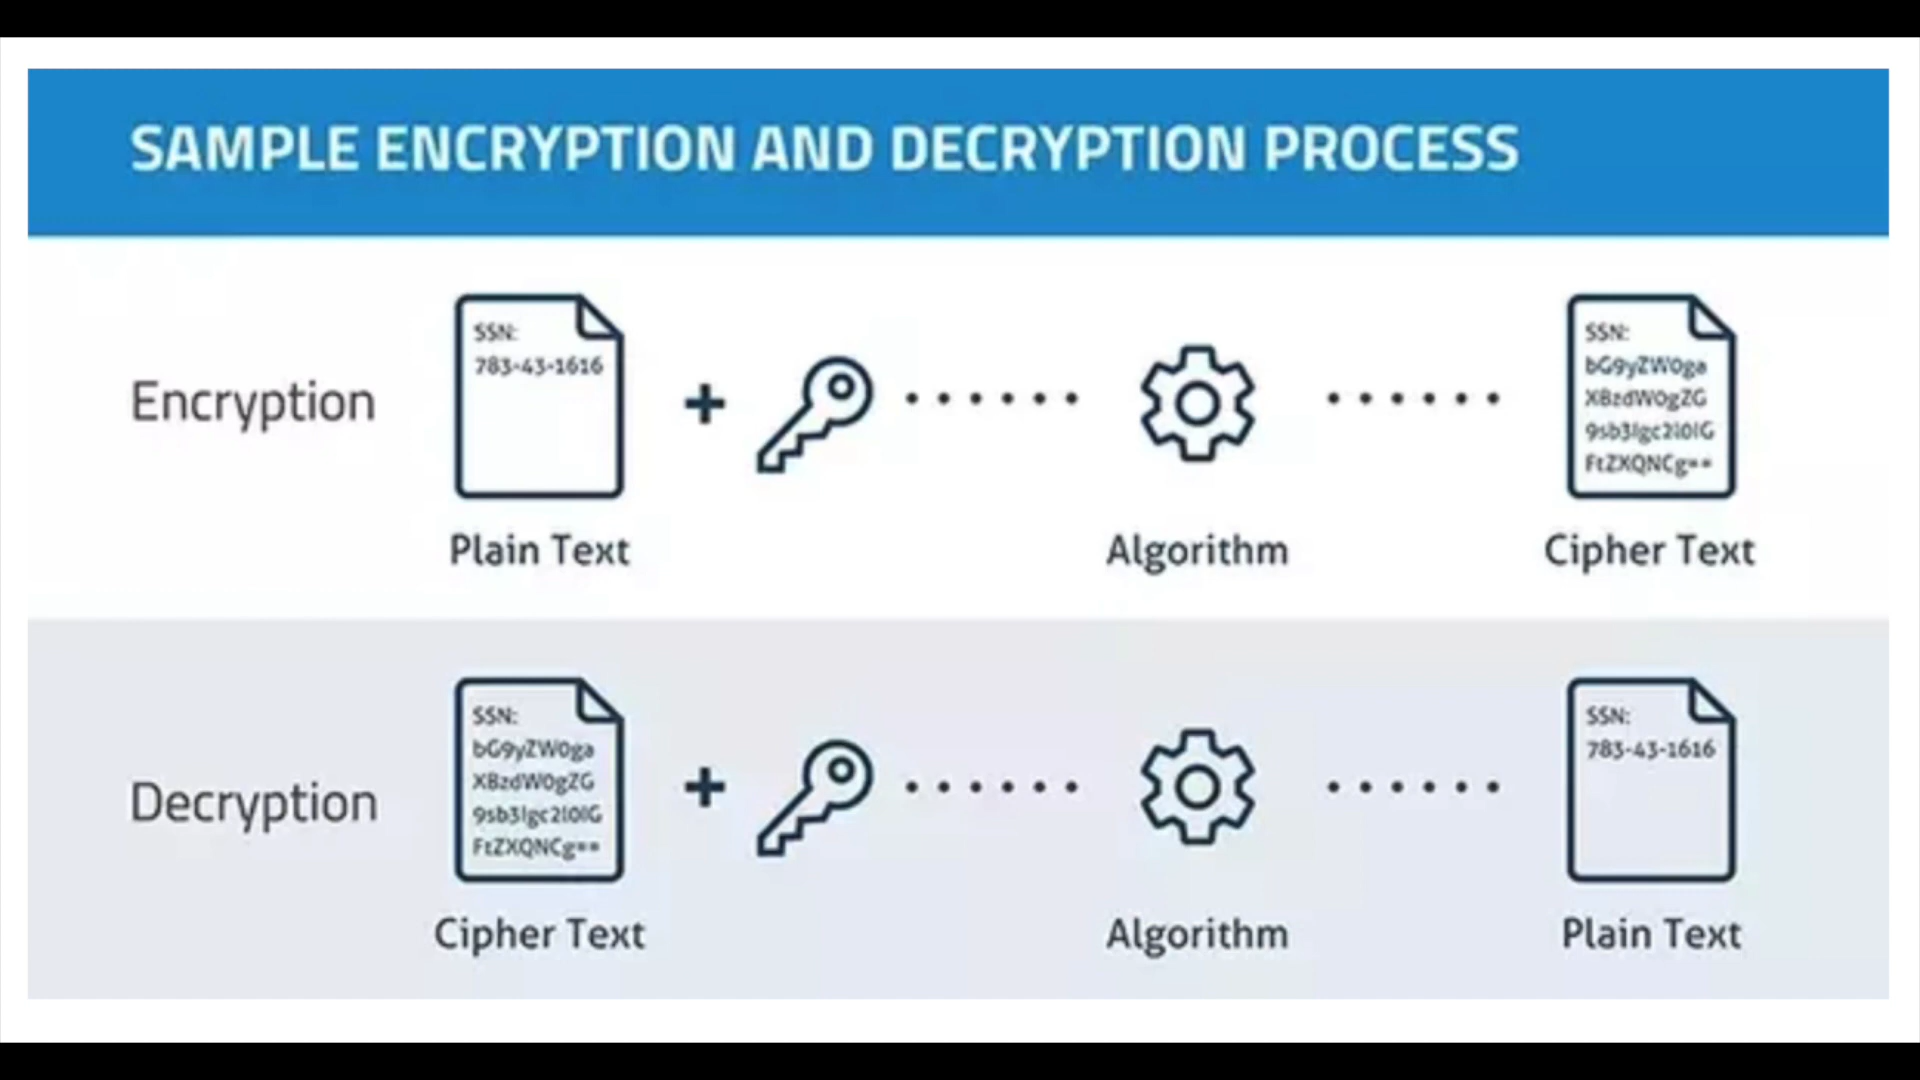 SAMPLE ENCRYPTION AND DECRYPTION PROCESS
Encryption
SSN:
783-43-1616
Plain Text
+
Algorithm
SSN:
bG9yZW0ga
XBzdW0gZG
9sb3Igc2l0IG
FtZXQNCg==
Cipher Text
Decryption
SSN:
bG9yZW0ga
XBzdW0gZG
9sb3Igc2l0IG
FtZXQNCg==
Cipher Text
+
Algorithm
SSN:
783-43-1616
Plain Text